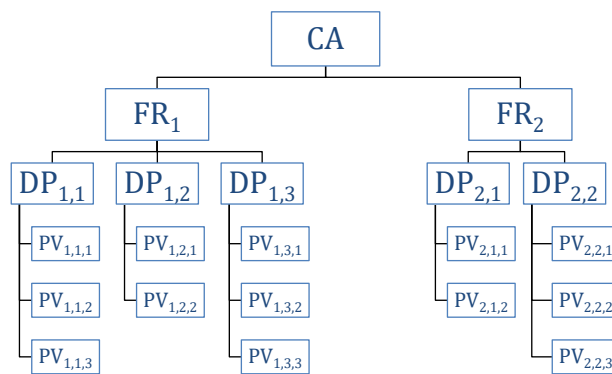 CA
FR₁ FR₂
DP₁,₁ DP₁,₂ DP₁,₃ DP₂,₁ DP₂,₂
PV₁,₁,₁ PV₁,₂,₁ PV₁,₃,₁ PV₂,₁,₁ PV₂,₂,₁
PV₁,₁,₂ PV₁,₂,₂ PV₁,₃,₂ PV₂,₁,₂ PV₂,₂,₂
PV₁,₁,₃ PV₁,₃,₃ PV₂,₂,₃